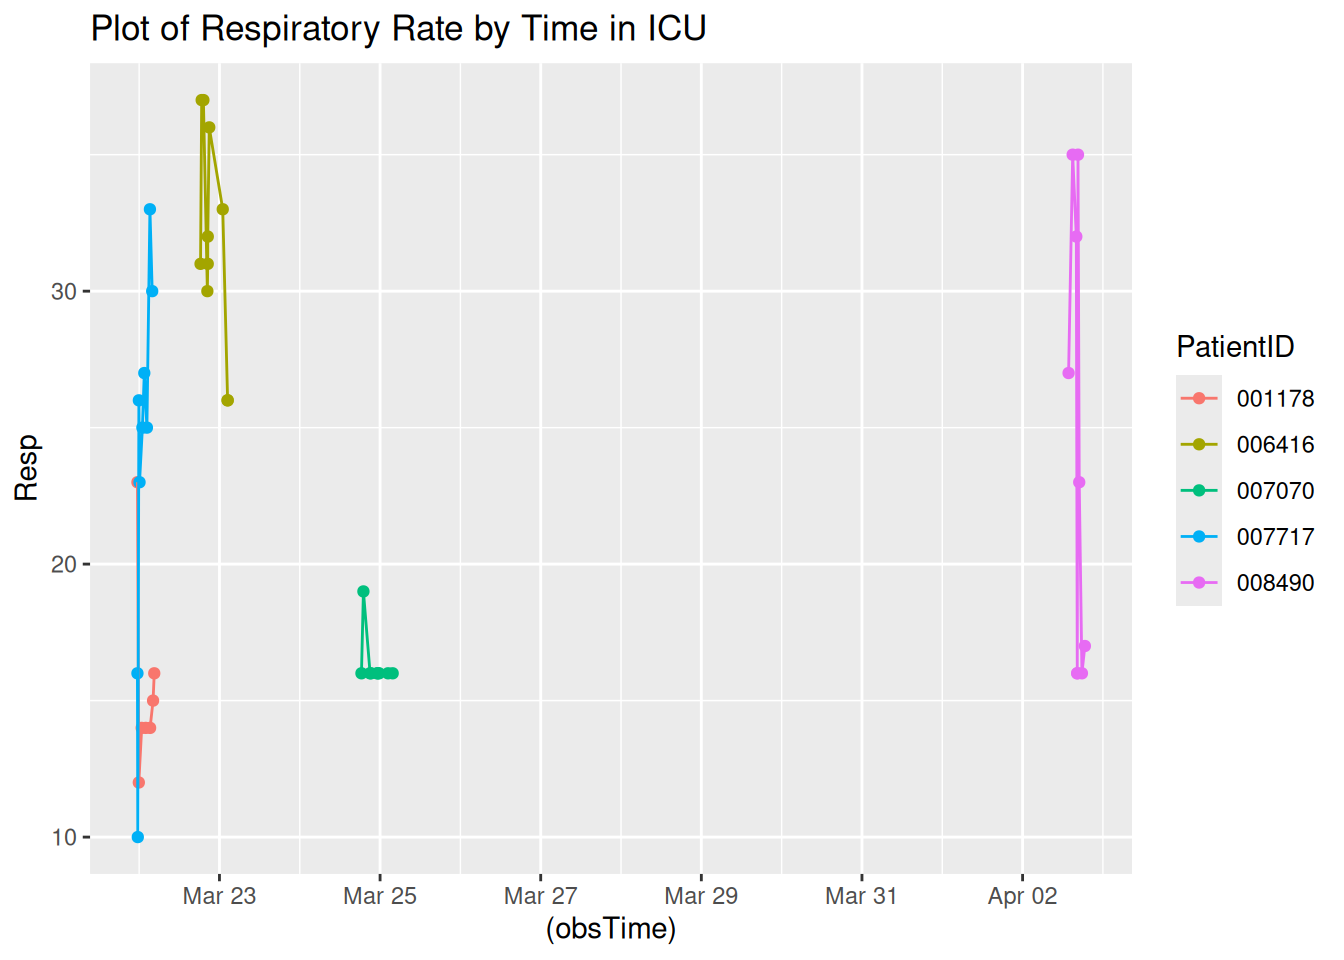 Plot of Respiratory Rate by Time in ICU
Resp
30
20
10
Mar 23 Mar 25 Mar 27 Mar 29 Mar 31 Apr 02
(obsTime)
PatientID
001178
006416
007070
007717
008490